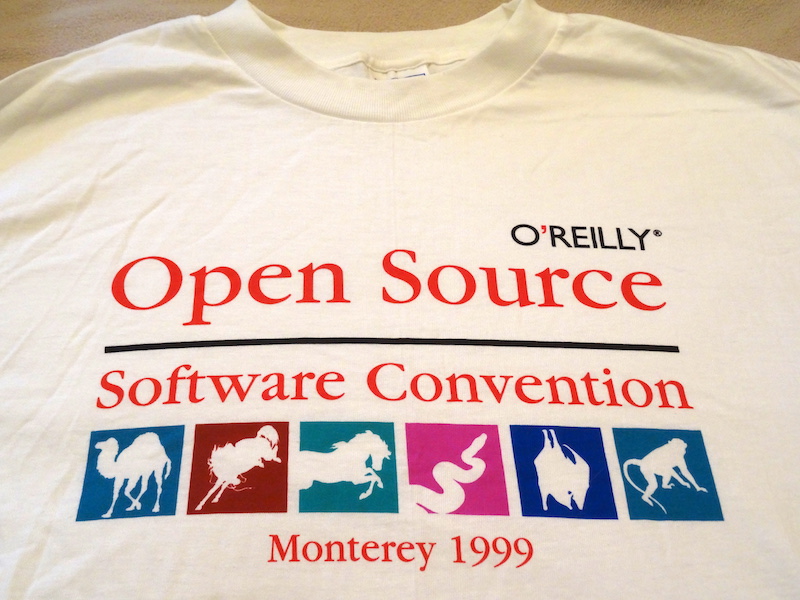 O'REILLY®
Open Source
Software Convention
Monterey 1999